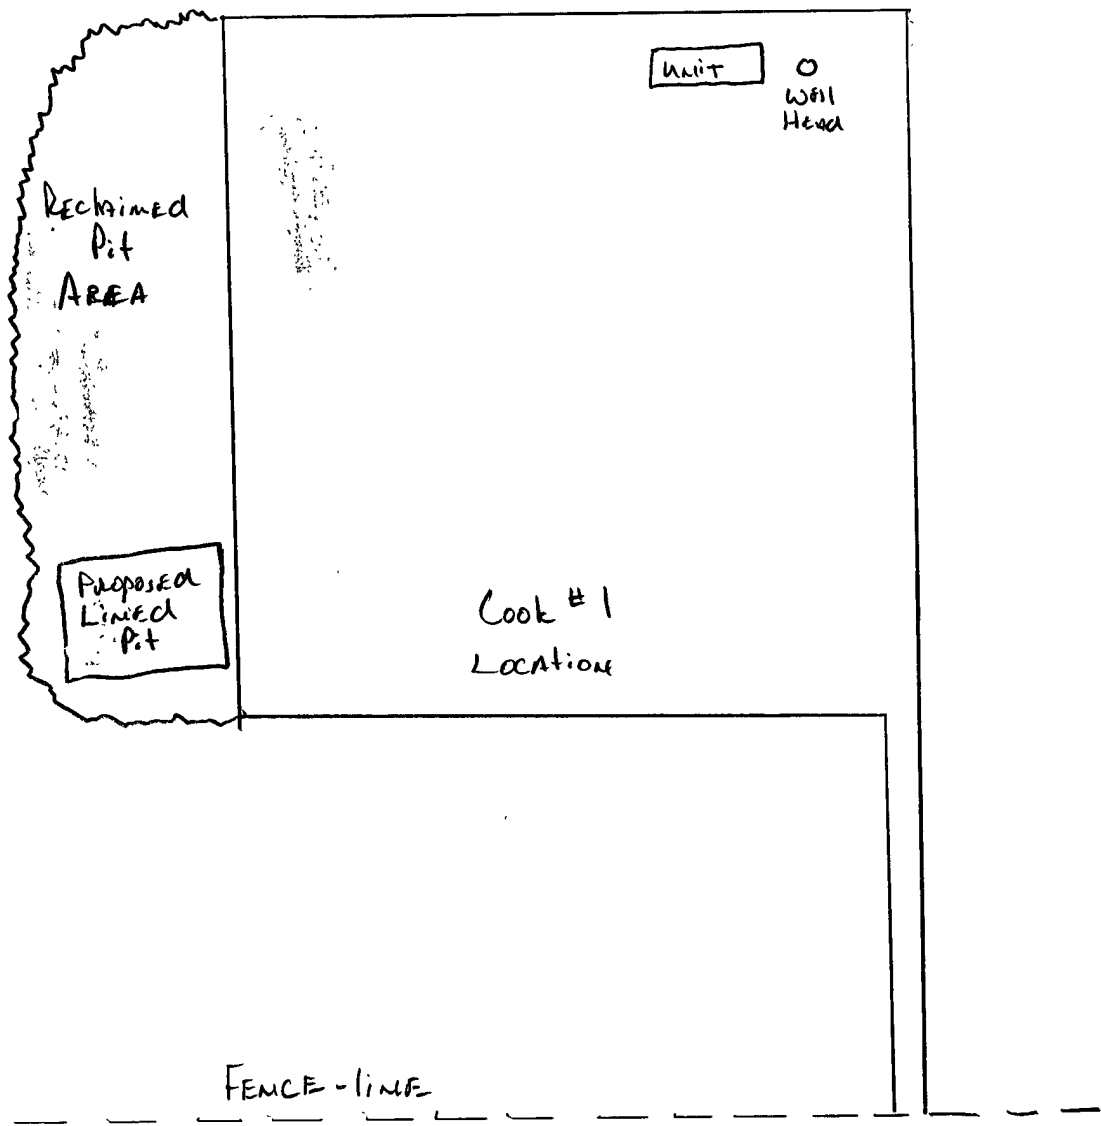 Unit
Well
Head
Reclaimed
Pit
AREA
Proposed
Lined
Pit
Cook #1
Location
FENCE-line